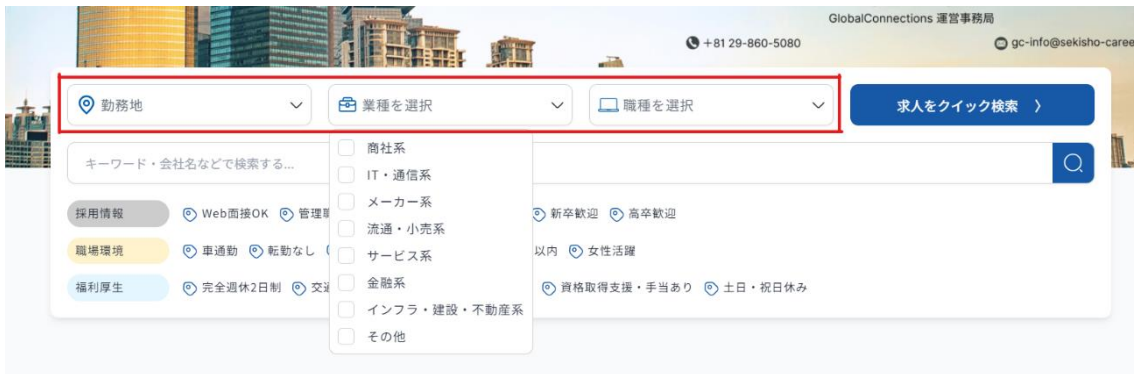 GlobalConnections 運営事務局
+81 29-860-5080
gc-info@sekisho-caree
勤務地
業種を選択
職種を選択
求人をクイック検索 〉
商社系
IT・通信系
メーカー系
流通・小売系
サービス系
金融系
インフラ・建設・不動産系
その他
キーワード・会社名などで検索する...
採用情報 Web面接OK 管理職 新卒歓迎 高卒歓迎
職場環境 車通勤 転勤なし 以内 女性活躍
福利厚生 完全週休2日制 交通 資格取得支援・手当あり 土日・祝日休み